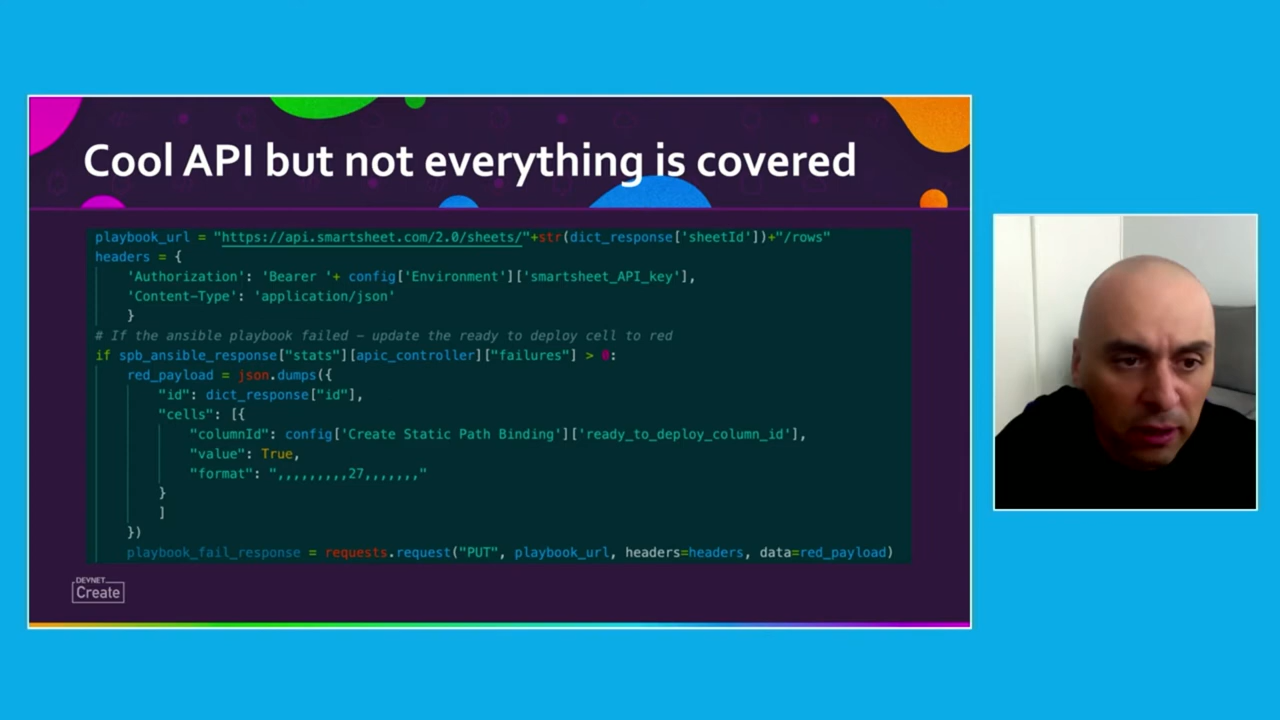 Cool API but not everything is covered
playbook_url = "https://api.smartsheet.com/2.0/sheets/"+str(dict_response['sheetId'])+"/rows"
headers = {
'Authorization': 'Bearer '+ config['Environment']['smartsheet_API_key'],
'Content-Type': 'application/json'
}
# If the ansible playbook failed – update the ready to deploy cell to red
if spb_ansible_response["stats"][apic_controller]["failures"] > 0:
red_payload = json.dumps({
"id": dict_response["id"],
"cells": [{
"columnId": config['Create Static Path Binding']['ready_to_deploy_column_id'],
"value": True,
"format": ",,,,,,,,,27,,,,,,,"
}
]
})
playbook_fail_response = requests.request("PUT", playbook_url, headers=headers, data=red_payload)
DEVNET
Create